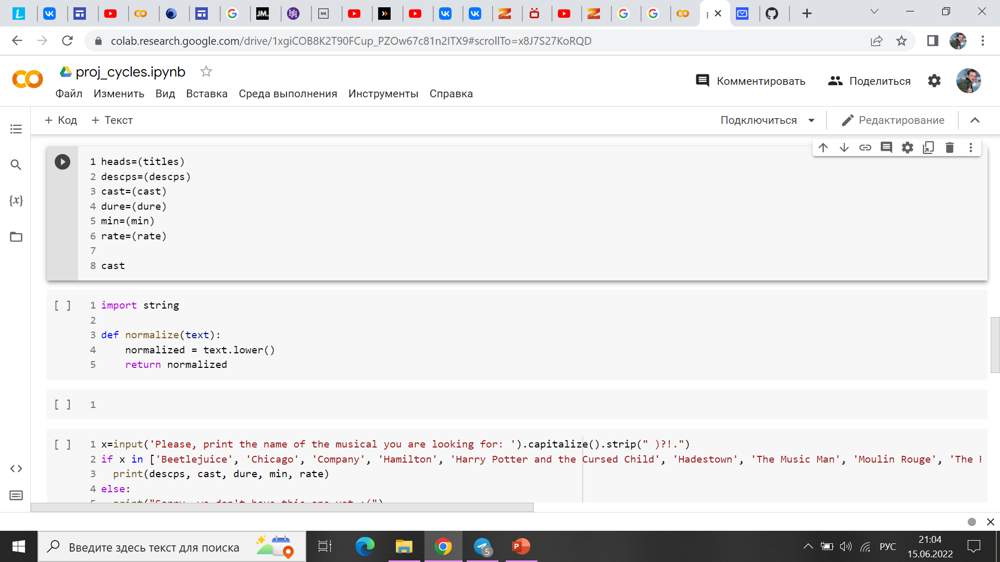 colab.research.google.com/drive/1xgiCOB8K2T90FCup_PZOw67c81n2ITX9#scrollTo=x8J7S27KoRQD
proj_cycles.ipynb
Файл Изменить Вид Вставка Среда выполнения Инструменты Справка
Комментировать Поделиться
+ Код + Текст Подключиться Редактирование
1 heads=(titles)
2 descps=(descps)
3 cast=(cast)
4 dure=(dure)
5 min=(min)
6 rate=(rate)
7
8 cast
[ ] 1 import string
2
3 def normalize(text):
4 normalized = text.lower()
5 return normalized
[ ] 1
[ ] 1 x=input('Please, print the name of the musical you are looking for: ').capitalize().strip(" )?!.")
2 if x in ['Beetlejuice', 'Chicago', 'Company', 'Hamilton', 'Harry Potter and the Cursed Child', 'Hadestown', 'The Music Man', 'Moulin Rouge', 'The
3 print(descps, cast, dure, min, rate)
4 else:
5 print("Sorry, we don't have this one yet :(")
Введите здесь текст для поиска
5
РУС
21:04
15.06.2022